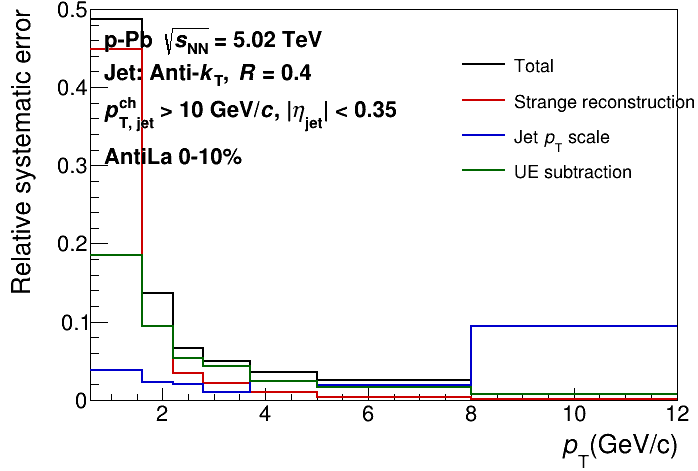 0.5
0.4
0.3
0.2
0.1
0
Relative systematic error
p-Pb √sNN = 5.02 TeV
Jet: Anti-kT, R = 0.4
p^ch_T, jet > 10 GeV/c, |ηjet| < 0.35
AntiLa 0-10%
Total
Strange reconstruction
Jet pT scale
UE subtraction
2 4 6 8 10 12
pT(GeV/c)